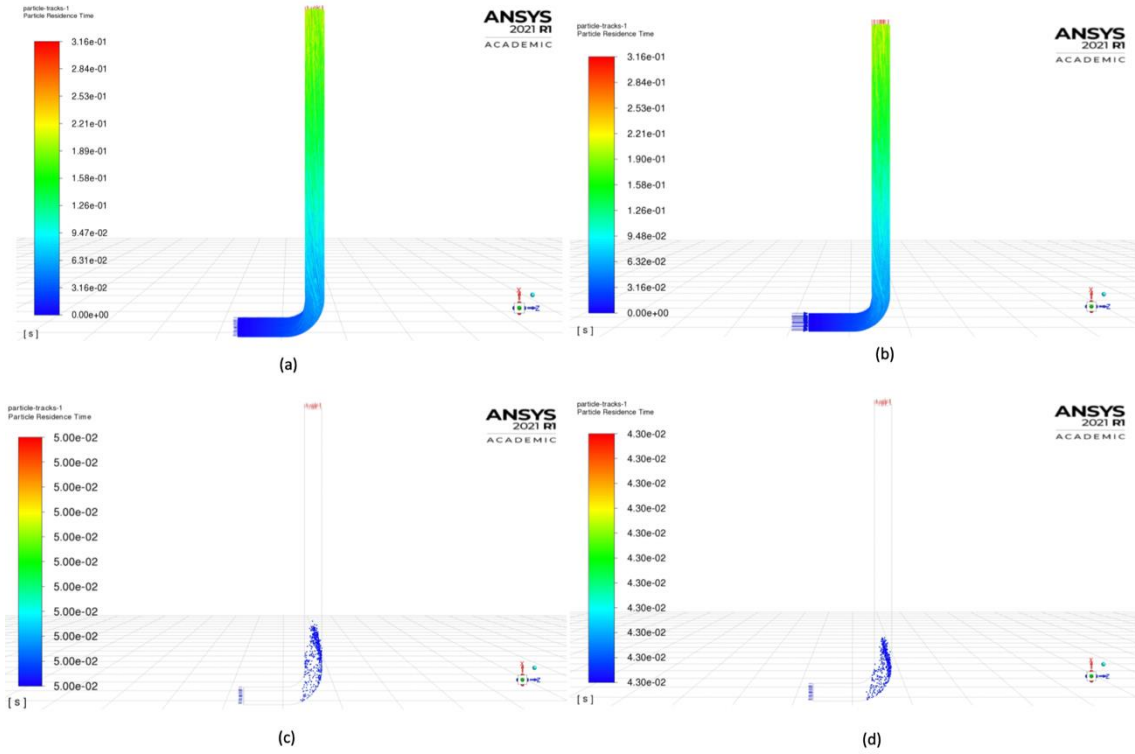 particle-tracks-1
Particle Residence Time
3.16e-01
2.84e-01
2.53e-01
2.21e-01
1.90e-01
1.58e-01
1.26e-01
9.47e-02
6.31e-02
3.16e-02
0.00e+00
[ s ]
ANSYS
2021 R1
ACADEMIC
Z
(a)
particle-tracks-1
Particle Residence Time
3.16e-01
2.84e-01
2.53e-01
2.21e-01
1.90e-01
1.58e-01
1.26e-01
9.48e-02
6.32e-02
3.16e-02
0.00e+00
[ s ]
ANSYS
2021 R1
ACADEMIC
Z
(b)
particle-tracks-1
Particle Residence Time
5.00e-02
5.00e-02
5.00e-02
5.00e-02
5.00e-02
5.00e-02
5.00e-02
5.00e-02
5.00e-02
5.00e-02
5.00e-02
[ s ]
ANSYS
2021 R1
ACADEMIC
Z
(c)
particle-tracks-1
Particle Residence Time
4.30e-02
4.30e-02
4.30e-02
4.30e-02
4.30e-02
4.30e-02
4.30e-02
4.30e-02
4.30e-02
4.30e-02
4.30e-02
[ s ]
ANSYS
2021 R1
ACADEMIC
Z
(d)